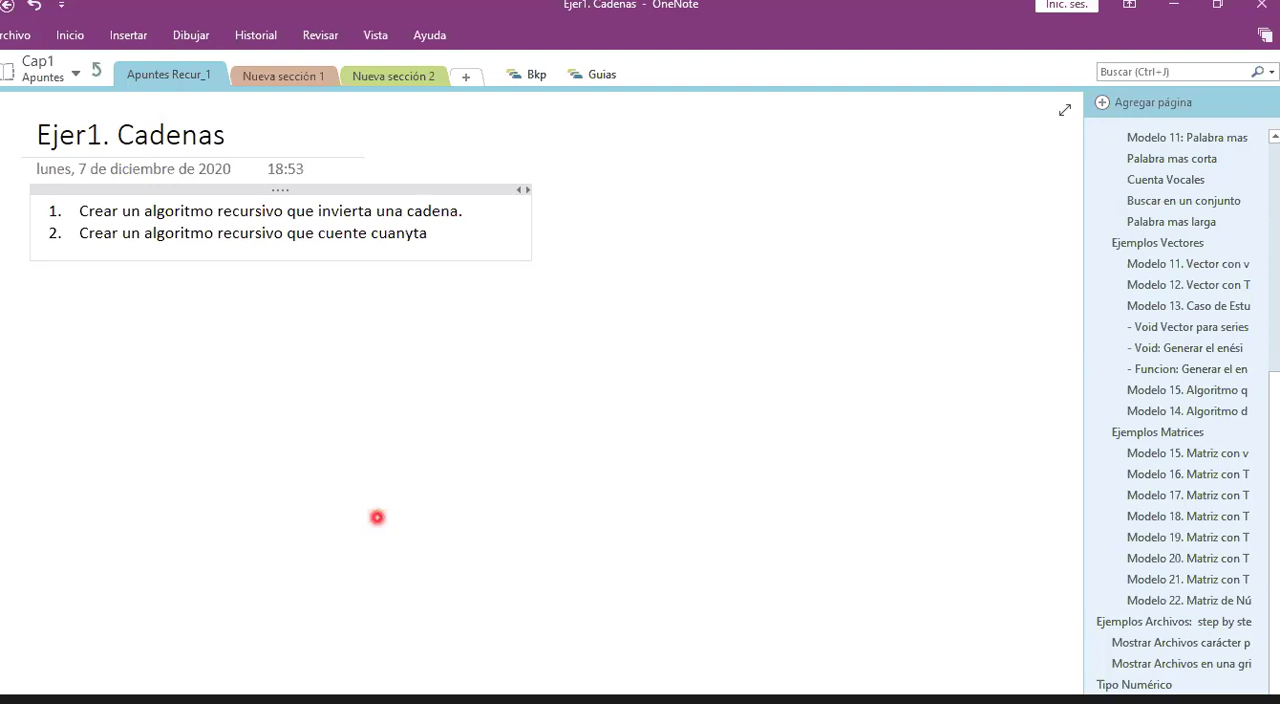 Ejer1. Cadenas - OneNote
Inic. ses.
rchivo Inicio Insertar Dibujar Historial Revisar Vista Ayuda
Cap1
Apuntes
Apuntes Recur_1 Nueva sección 1 Nueva sección 2 + Bkp Guias
Buscar (Ctrl+J)
Agregar página
Ejer1. Cadenas
lunes, 7 de diciembre de 2020 18:53
1. Crear un algoritmo recursivo que invierta una cadena.
2. Crear un algoritmo recursivo que cuente cuanyta
Modelo 11: Palabra mas
Palabra mas corta
Cuenta Vocales
Buscar en un conjunto
Palabra mas larga
Ejemplos Vectores
Modelo 11. Vector con v
Modelo 12. Vector con T
Modelo 13. Caso de Estu
- Void Vector para series
- Void: Generar el enési
- Funcion: Generar el en
Modelo 15. Algoritmo q
Modelo 14. Algoritmo d
Ejemplos Matrices
Modelo 15. Matriz con v
Modelo 16. Matriz con T
Modelo 17. Matriz con T
Modelo 18. Matriz con T
Modelo 19. Matriz con T
Modelo 20. Matriz con T
Modelo 21. Matriz con T
Modelo 22. Matriz de Nú
Ejemplos Archivos: step by ste
Mostrar Archivos carácter p
Mostrar Archivos en una gri
Tipo Numérico